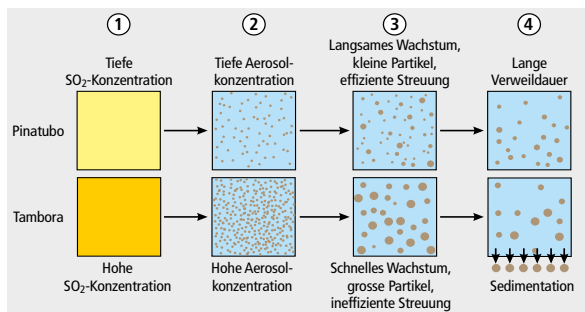 1
2
3
4
Tiefe
SO₂-Konzentration
Tiefe Aerosol-
konzentration
Langsames Wachstum,
kleine Partikel,
effiziente Streuung
Lange
Verweildauer
Pinatubo
Tambora
Hohe
SO₂-Konzentration
Hohe Aerosol-
konzentration
Schnelles Wachstum,
grosse Partikel,
ineffiziente Streuung
Sedimentation